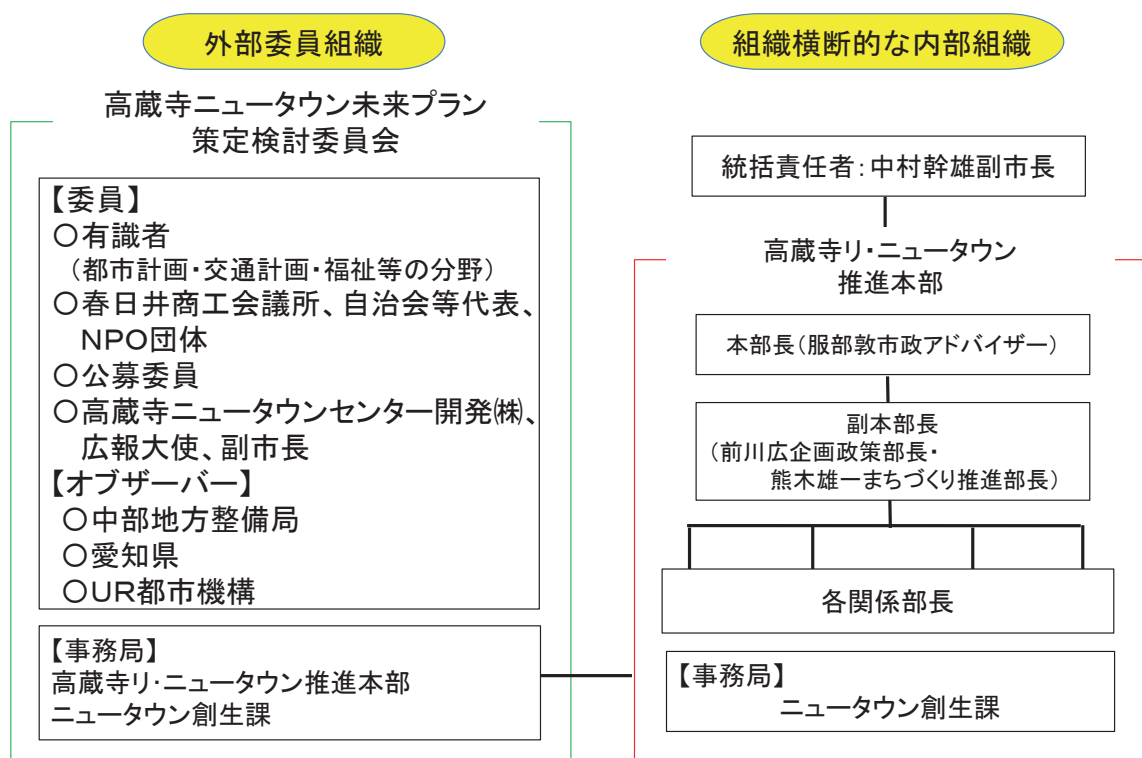 外部委員組織
高蔵寺ニュータウン未来プラン
策定検討委員会
【委員】
○有識者
（都市計画・交通計画・福祉等の分野）
○春日井商工会議所、自治会等代表、
NPO団体
○公募委員
○高蔵寺ニュータウンセンター開発㈱、
広報大使、副市長
【オブザーバー】
○中部地方整備局
○愛知県
○UR都市機構
【事務局】
高蔵寺リ・ニュータウン推進本部
ニュータウン創生課
組織横断的な内部組織
統括責任者：中村幹雄副市長
高蔵寺リ・ニュータウン
推進本部
本部長（服部敦市政アドバイザー）
副本部長
（前川広企画政策部長・
熊木雄一まちづくり推進部長）
各関係部長
【事務局】
ニュータウン創生課